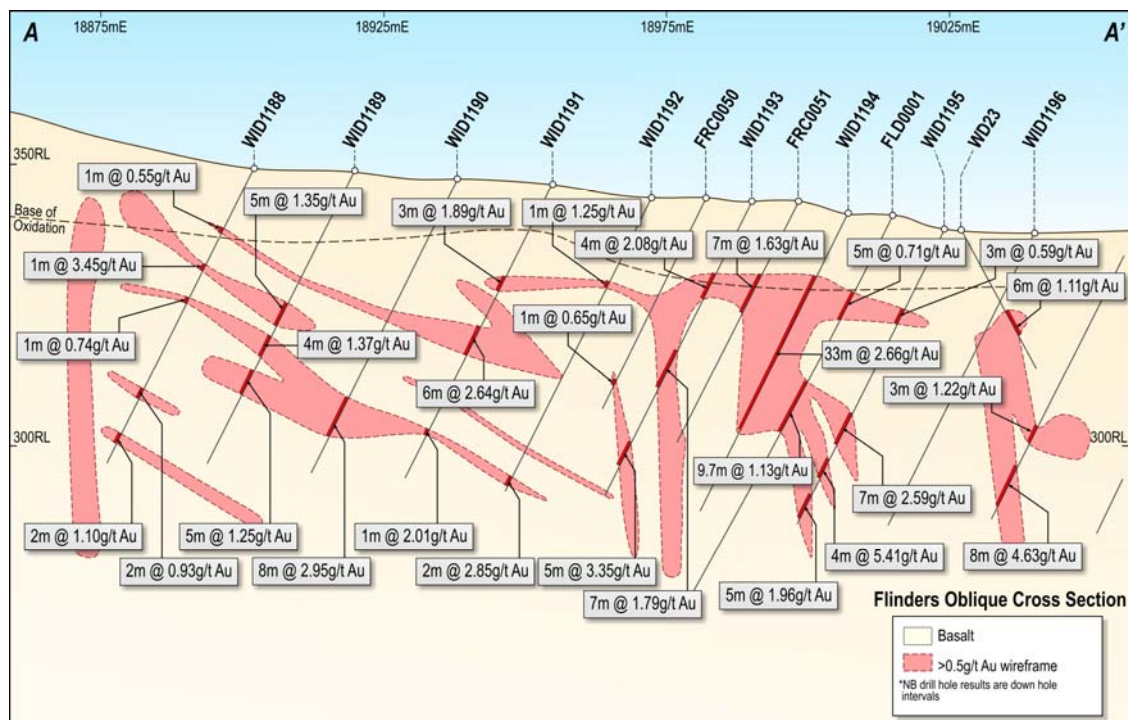 18875mE
18925mE
18975mE
19025mE
A
A'
WID1188
WID1189
WID1190
WID1191
WID1192
FRC0050
WID1193
FRC0051
WID1194
FLD0001
WID1195
WD23
WID1196
350RL
1m @ 0.55g/t Au
5m @ 1.35g/t Au
3m @ 1.89g/t Au
1m @ 1.25g/t Au
Base of
Oxidation
4m @ 2.08g/t Au
7m @ 1.63g/t Au
5m @ 0.71g/t Au
3m @ 0.59g/t Au
1m @ 3.45g/t Au
6m @ 1.11g/t Au
1m @ 0.65g/t Au
1m @ 0.74g/t Au
4m @ 1.37g/t Au
33m @ 2.66g/t Au
6m @ 2.64g/t Au
3m @ 1.22g/t Au
300RL
300RL
9.7m @ 1.13g/t Au
7m @ 2.59g/t Au
2m @ 1.10g/t Au
5m @ 1.25g/t Au
1m @ 2.01g/t Au
4m @ 5.41g/t Au
8m @ 4.63g/t Au
2m @ 0.93g/t Au
8m @ 2.95g/t Au
2m @ 2.85g/t Au
5m @ 3.35g/t Au
7m @ 1.79g/t Au
5m @ 1.96g/t Au
Flinders Oblique Cross Section
Basalt
>0.5g/t Au wireframe
*NB drill hole results are down hole
intervals